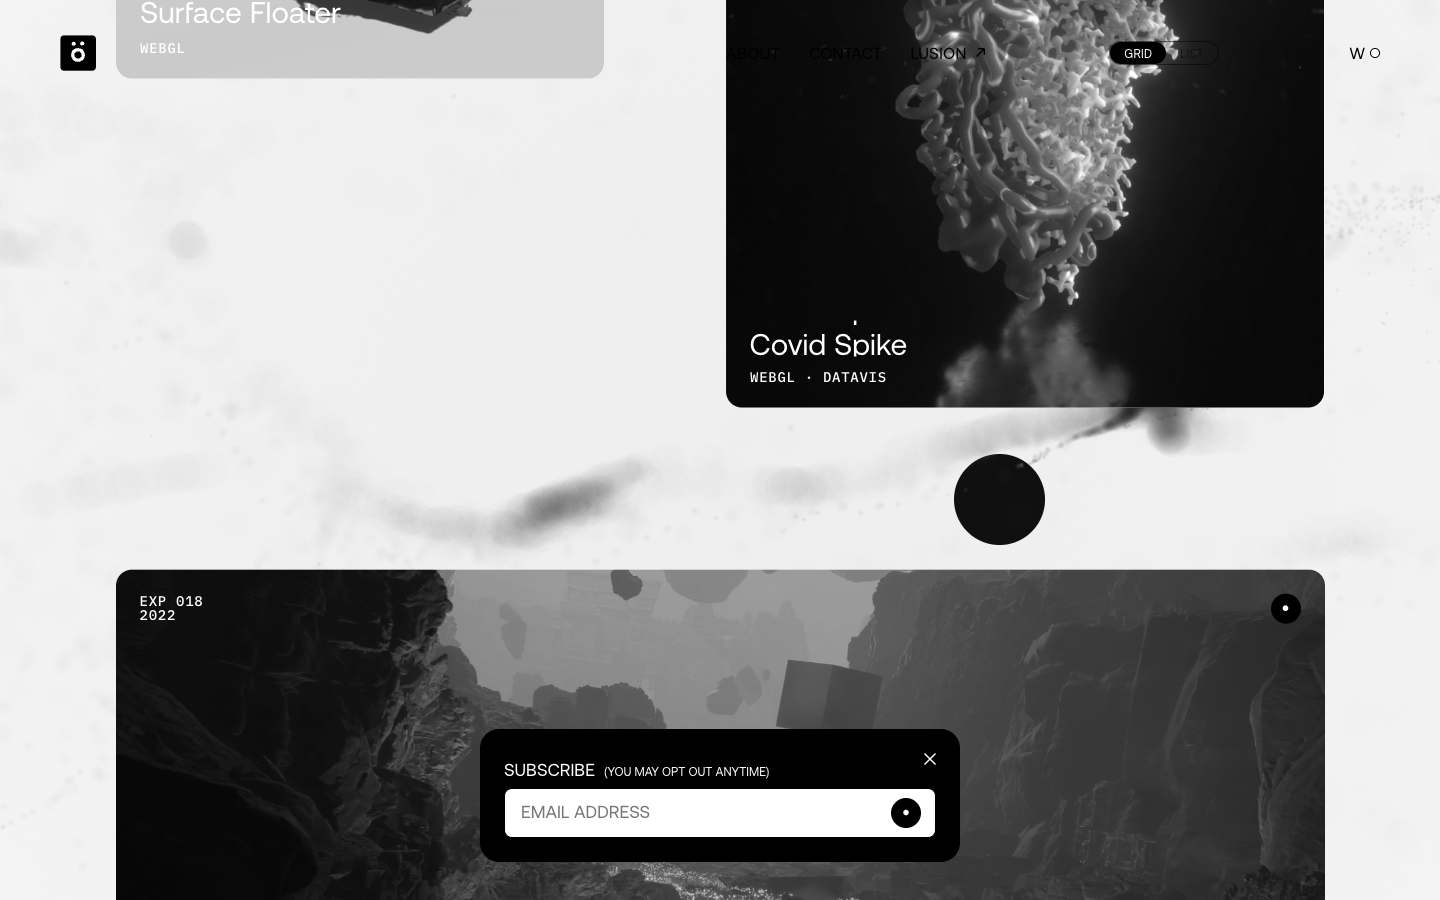 Surface Floater
WEBGL
ö
ABOUT
CONTACT
LUSION
GRID
LIST
W
Covid Spike
WEBGL · DATAVIS
EXP 018
2022
SUBSCRIBE (YOU MAY OPT OUT ANYTIME)
EMAIL ADDRESS